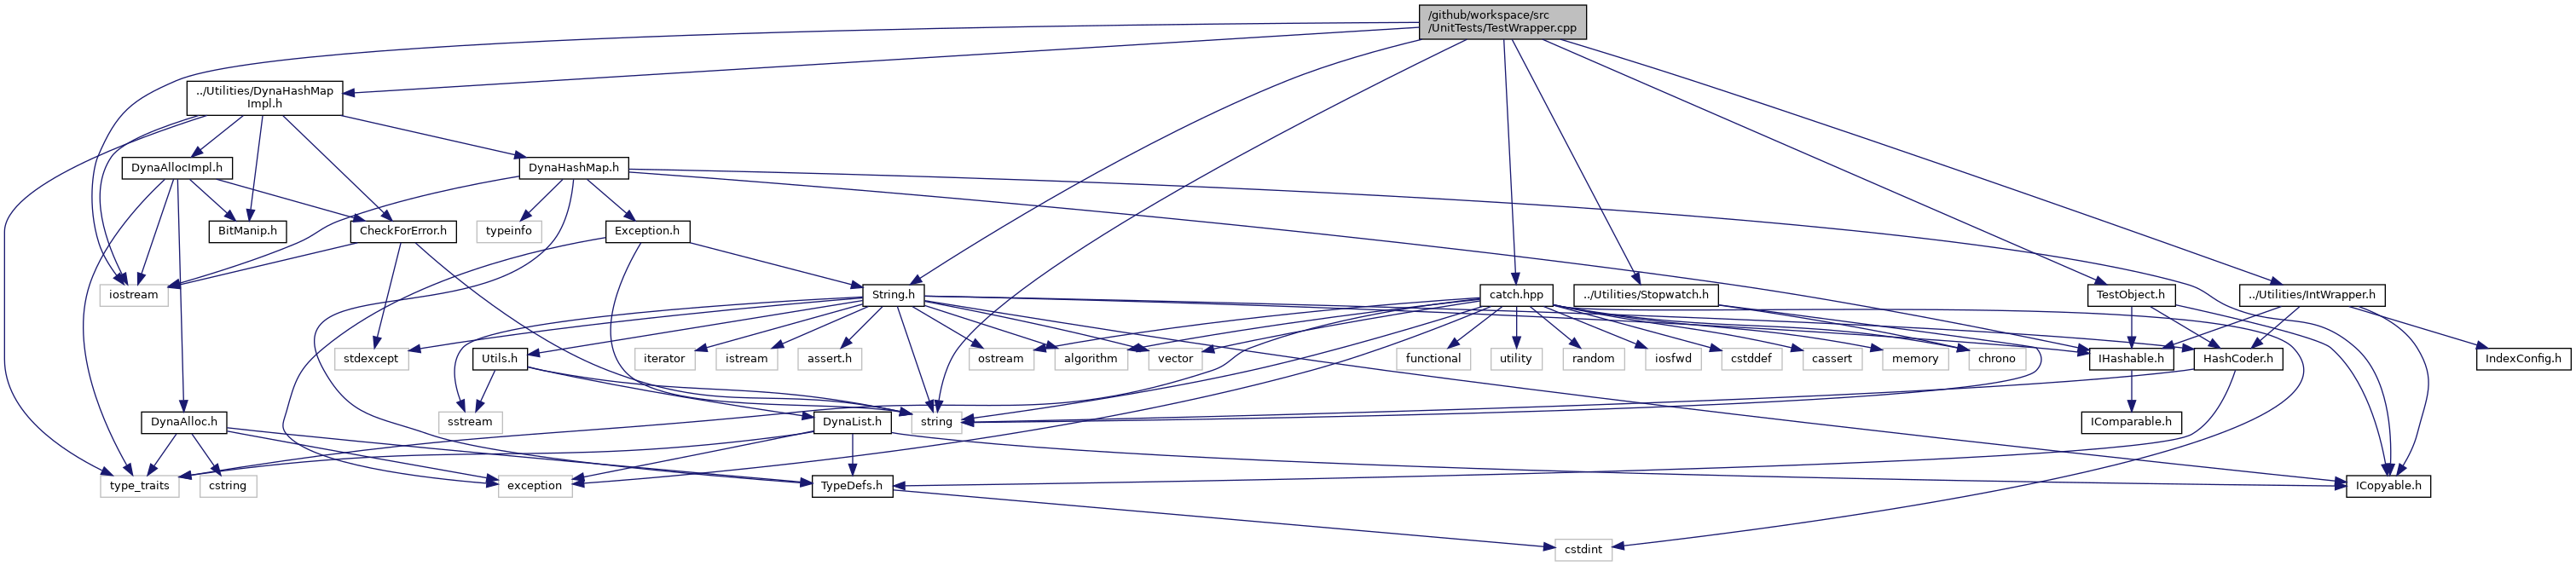 /github/workspace/src
/UnitTests/TestWrapper.cpp
../Utilities/DynaHashMap
Impl.h
DynaAllocImpl.h
DynaHashMap.h
BitManip.h
CheckForError.h
typeinfo
Exception.h
iostream
String.h
catch.hpp
../Utilities/Stopwatch.h
TestObject.h
../Utilities/IntWrapper.h
stdexcept
Utils.h
iterator
istream
assert.h
ostream
algorithm
vector
functional
utility
random
iosfwd
cstddef
cassert
memory
chrono
IHashable.h
HashCoder.h
IndexConfig.h
DynaAlloc.h
sstream
DynaList.h
string
IComparable.h
type_traits
cstring
exception
TypeDefs.h
ICopyable.h
cstdint